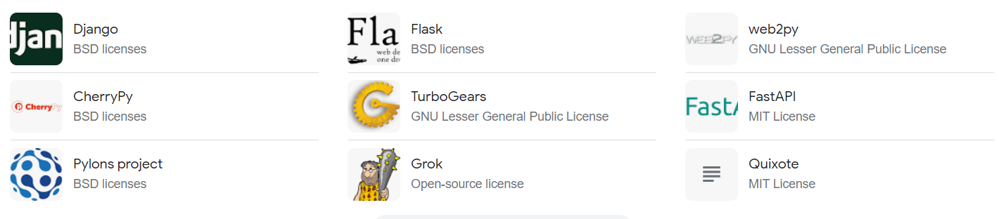 djan
Django
BSD licenses
Fla
web de
one dr
Flask
BSD licenses
WEB2PY
web2py
GNU Lesser General Public License
CherryPy
CherryPy
BSD licenses
TurboGears
GNU Lesser General Public License
FastA
FastAPI
MIT License
Pylons project
BSD licenses
Grok
Open-source license
Quixote
MIT License